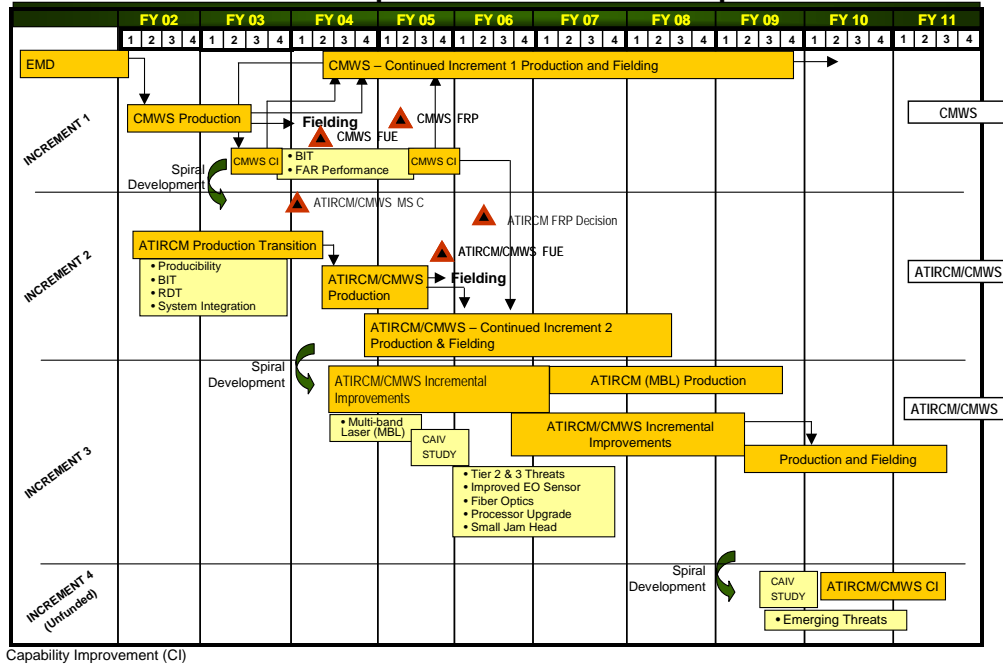 FY 02 FY 03 FY 04 FY 05 FY 06 FY 07 FY 08 FY 09 FY 10 FY 11
1 2 3 4 1 2 3 4 1 2 3 4 1 2 3 4 1 2 3 4 1 2 3 4 1 2 3 4 1 2 3 4 1 2 3 4 1 2 3 4
EMD
CMWS – Continued Increment 1 Production and Fielding
INCREMENT 1
CMWS Production
Fielding
CMWS FUE
CMWS FRP
CMWS
CMWS CI
• BIT
• FAR Performance
CMWS CI
Spiral
Development
ATIRCM/CMWS MS C
ATIRCM FRP Decision
INCREMENT 2
ATIRCM Production Transition
• Producibility
• BIT
• RDT
• System Integration
ATIRCM/CMWS FUE
ATIRCM/CMWS
Production
Fielding
ATIRCM/CMWS
ATIRCM/CMWS – Continued Increment 2
Production & Fielding
Spiral
Development
INCREMENT 3
ATIRCM/CMWS Incremental
Improvements
ATIRCM (MBL) Production
• Multi-band
Laser (MBL)
CAIV
STUDY
ATIRCM/CMWS Incremental
Improvements
ATIRCM/CMWS
Production and Fielding
• Tier 2 & 3 Threats
• Improved EO Sensor
• Fiber Optics
• Processor Upgrade
• Small Jam Head
INCREMENT 4
(Unfunded)
Spiral
Development
CAIV
STUDY
ATIRCM/CMWS CI
• Emerging Threats
Capability Improvement (CI)